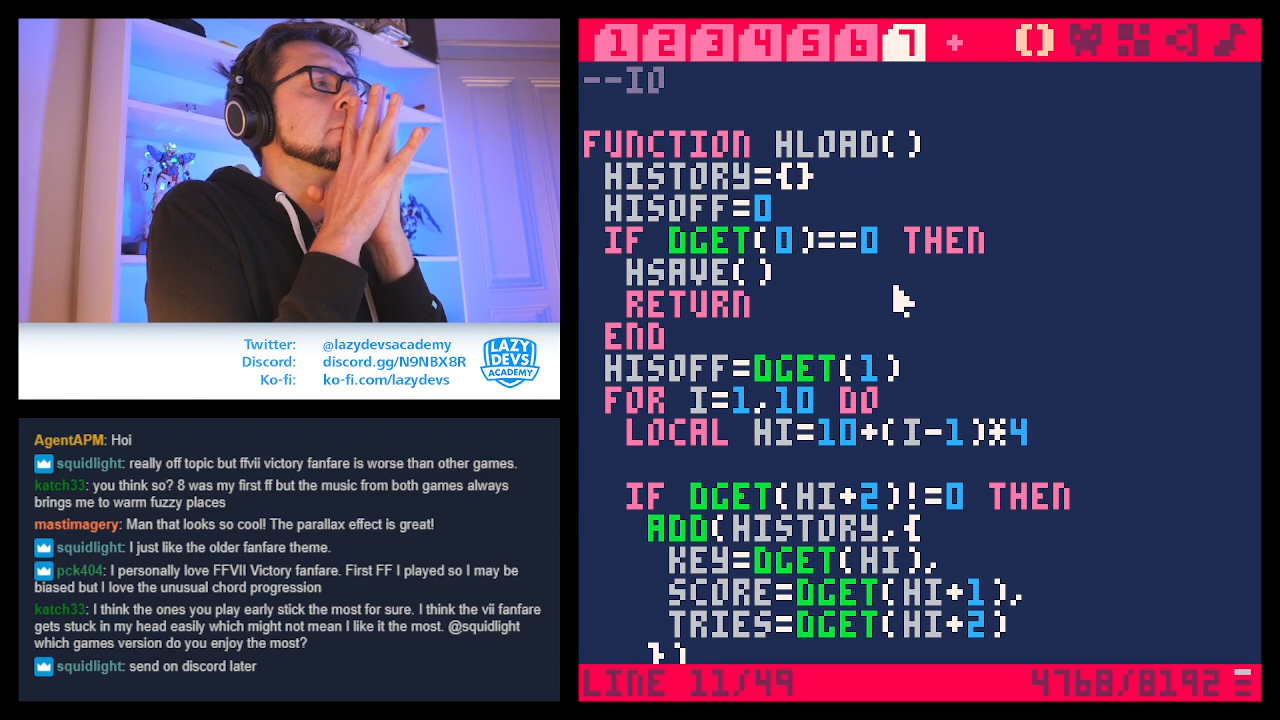 Twitter: @lazydevsacademy
Discord: discord.gg/N9NBX8R
Ko-fi: ko-fi.com/lazydevs
LAZY
DEVS
ACADEMY
AgentAPM: Hoi
squidlight: really off topic but ffvii victory fanfare is worse than other games.
katch33: you think so? 8 was my first ff but the music from both games always
brings me to warm fuzzy places
mastimagery: Man that looks so cool! The parallax effect is great!
squidlight: I just like the older fanfare theme.
pck404: I personally love FFVII Victory fanfare. First FF I played so I may be
biased but I love the unusual chord progression
katch33: I think the ones you play early stick the most for sure. I think the vii fanfare
gets stuck in my head easily which might not mean I like it the most. @squidlight
which games version do you enjoy the most?
squidlight: send on discord later
1 2 3 4 5 6 7 + ()
--IO
FUNCTION HLOAD()
HISTORY={}
HISOFF=0
IF DGET(0)==0 THEN
HSAVE()
RETURN
END
HISOFF=DGET(1)
FOR I=1,10 DO
LOCAL HI=10+(I-1)*4
IF DGET(HI+2)!=0 THEN
ADD(HISTORY,{
KEY=DGET(HI),
SCORE=DGET(HI+1),
TRIES=DGET(HI+2)
})
LINE 11/49 4768/8192